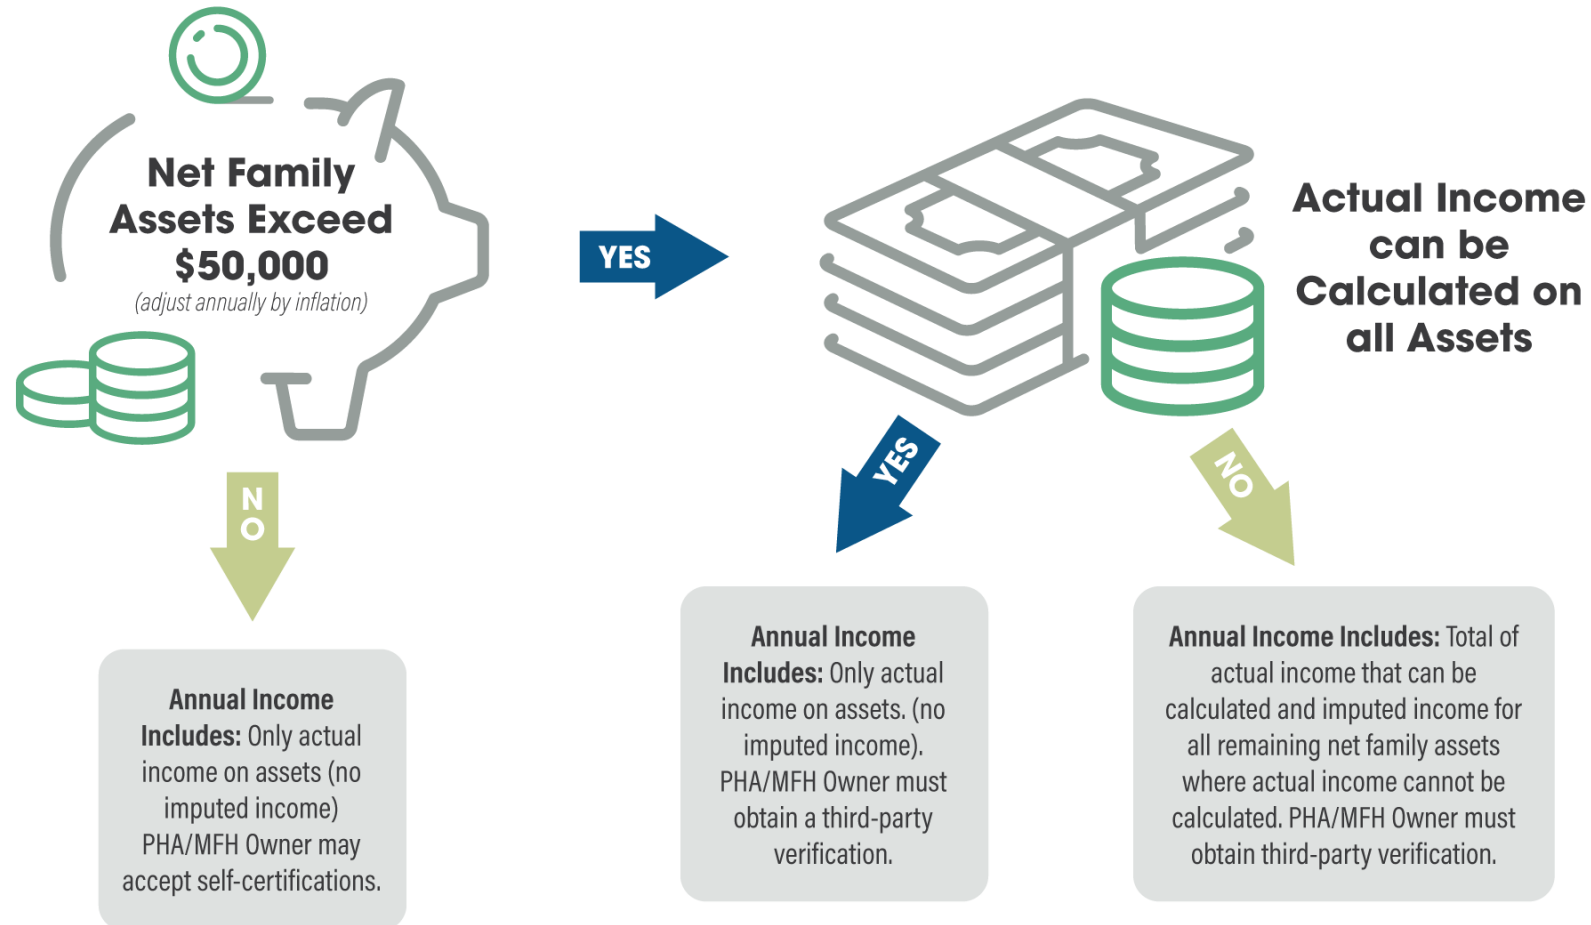 Net Family
Assets Exceed
$50,000
(adjust annually by inflation)
YES
Actual Income
can be
Calculated on
all Assets
NO
YES
NO
Annual Income
Includes: Only actual
income on assets (no
imputed income)
PHA/MFH Owner may
accept self-certifications.
Annual Income
Includes: Only actual
income on assets. (no
imputed income).
PHA/MFH Owner must
obtain a third-party
verification.
Annual Income Includes: Total of
actual income that can be
calculated and imputed income for
all remaining net family assets
where actual income cannot be
calculated. PHA/MFH Owner must
obtain third-party verification.